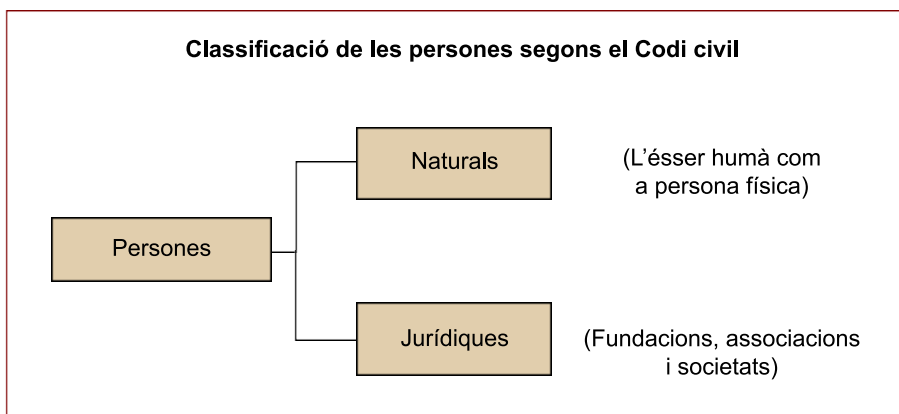 Classificació de les persones segons el Codi civil
Naturals
(L'ésser humà com
a persona física)
Persones
Jurídiques
(Fundacions, associacions
i societats)